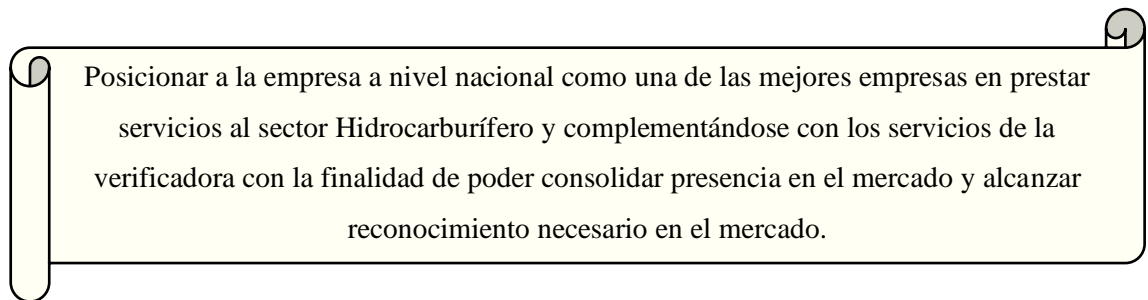 Posicionar a la empresa a nivel nacional como una de las mejores empresas en prestar
servicios al sector Hidrocarburífero y complementándose con los servicios de la
verificadora con la finalidad de poder consolidar presencia en el mercado y alcanzar
reconocimiento necesario en el mercado.